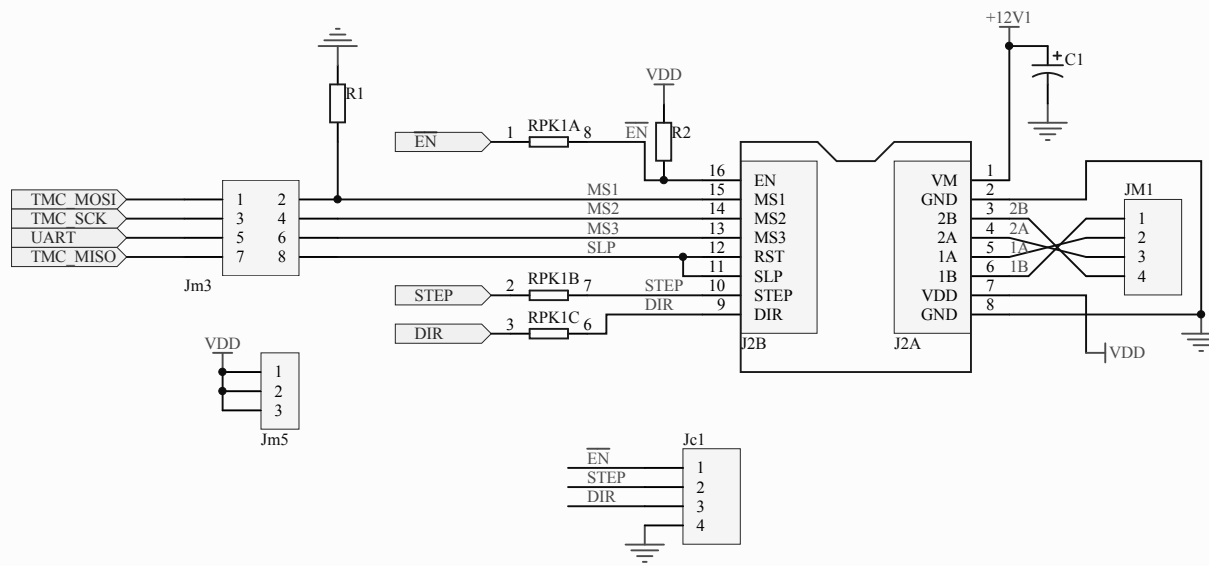 +12V1
C1
R1
VDD
RPK1A
EN
1
8
EN
R2
16
EN
VM
1
TMC_MOSI
1
2
MS1
15
MS1
GND
2
JM1
TMC_SCK
3
4
MS2
14
MS2
2B
3
2B
1
UART
5
6
MS3
13
MS3
2A
4
2A
2
TMC_MISO
7
8
SLP
12
RST
1A
5
1A
3
11
SLP
1B
6
1B
4
Jm3
RPK1B
STEP
2
7
STEP
10
STEP
VDD
7
RPK1C
DIR
9
DIR
GND
8
DIR
3
6
J2B
J2A
VDD
VDD
1
2
3
Jm5
Jc1
EN
1
STEP
2
DIR
3
4